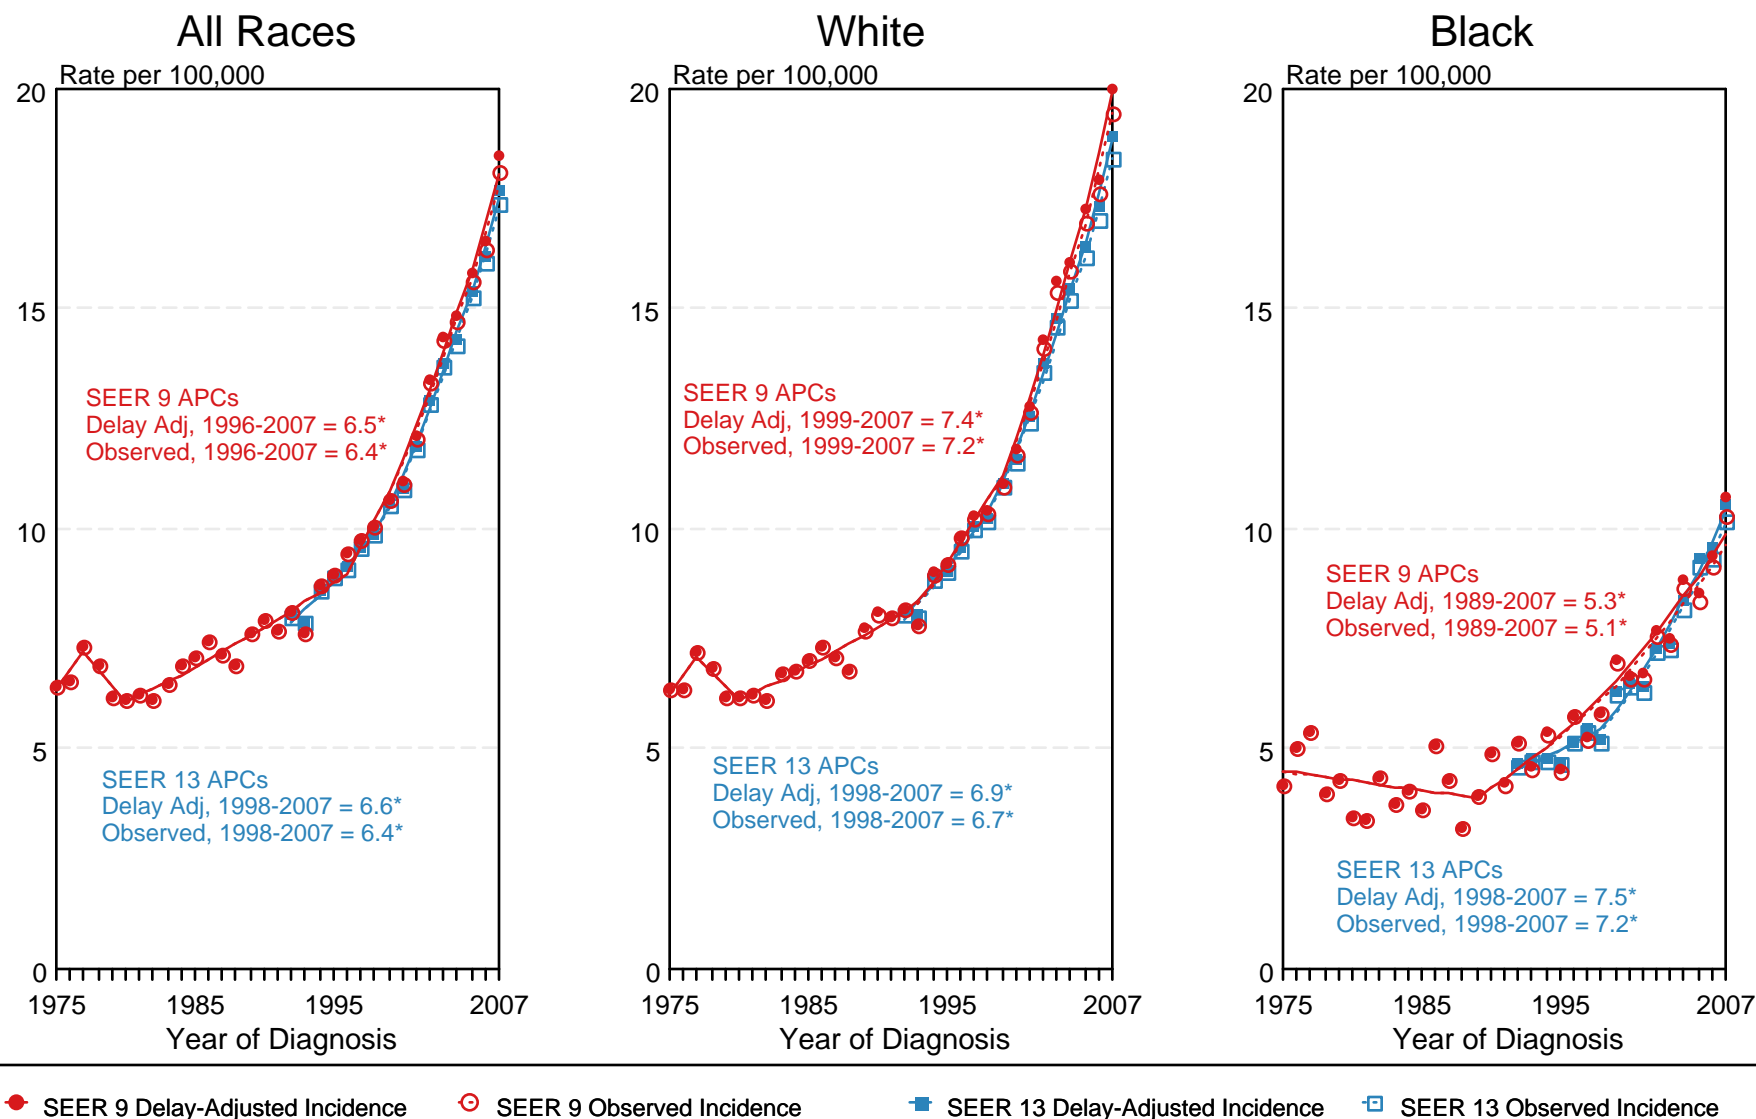 All Races
Rate per 100,000
20
15
10
5
0
SEER 9 APCs
Delay Adj, 1996-2007 = 6.5*
Observed, 1996-2007 = 6.4*
SEER 13 APCs
Delay Adj, 1998-2007 = 6.6*
Observed, 1998-2007 = 6.4*
1975 1985 1995 2007
Year of Diagnosis
White
Rate per 100,000
20
15
10
5
0
SEER 9 APCs
Delay Adj, 1999-2007 = 7.4*
Observed, 1999-2007 = 7.2*
SEER 13 APCs
Delay Adj, 1998-2007 = 6.9*
Observed, 1998-2007 = 6.7*
1975 1985 1995 2007
Year of Diagnosis
Black
Rate per 100,000
20
15
10
5
0
SEER 9 APCs
Delay Adj, 1989-2007 = 5.3*
Observed, 1989-2007 = 5.1*
SEER 13 APCs
Delay Adj, 1998-2007 = 7.5*
Observed, 1998-2007 = 7.2*
1975 1985 1995 2007
Year of Diagnosis
SEER 9 Delay-Adjusted Incidence SEER 9 Observed Incidence SEER 13 Delay-Adjusted Incidence SEER 13 Observed Incidence